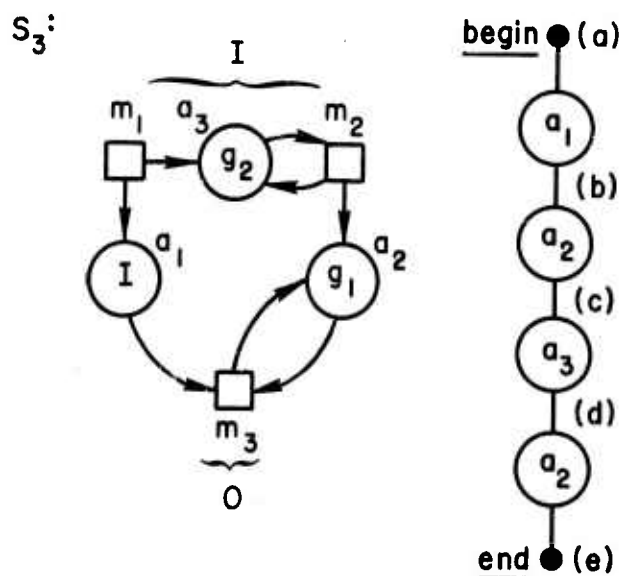 S₃:
I
m₁
a₃
m₂
g₂
I
a₁
g₁
a₂
m₃
O
begin (a)
a₁
(b)
a₂
(c)
a₃
(d)
a₂
end (e)